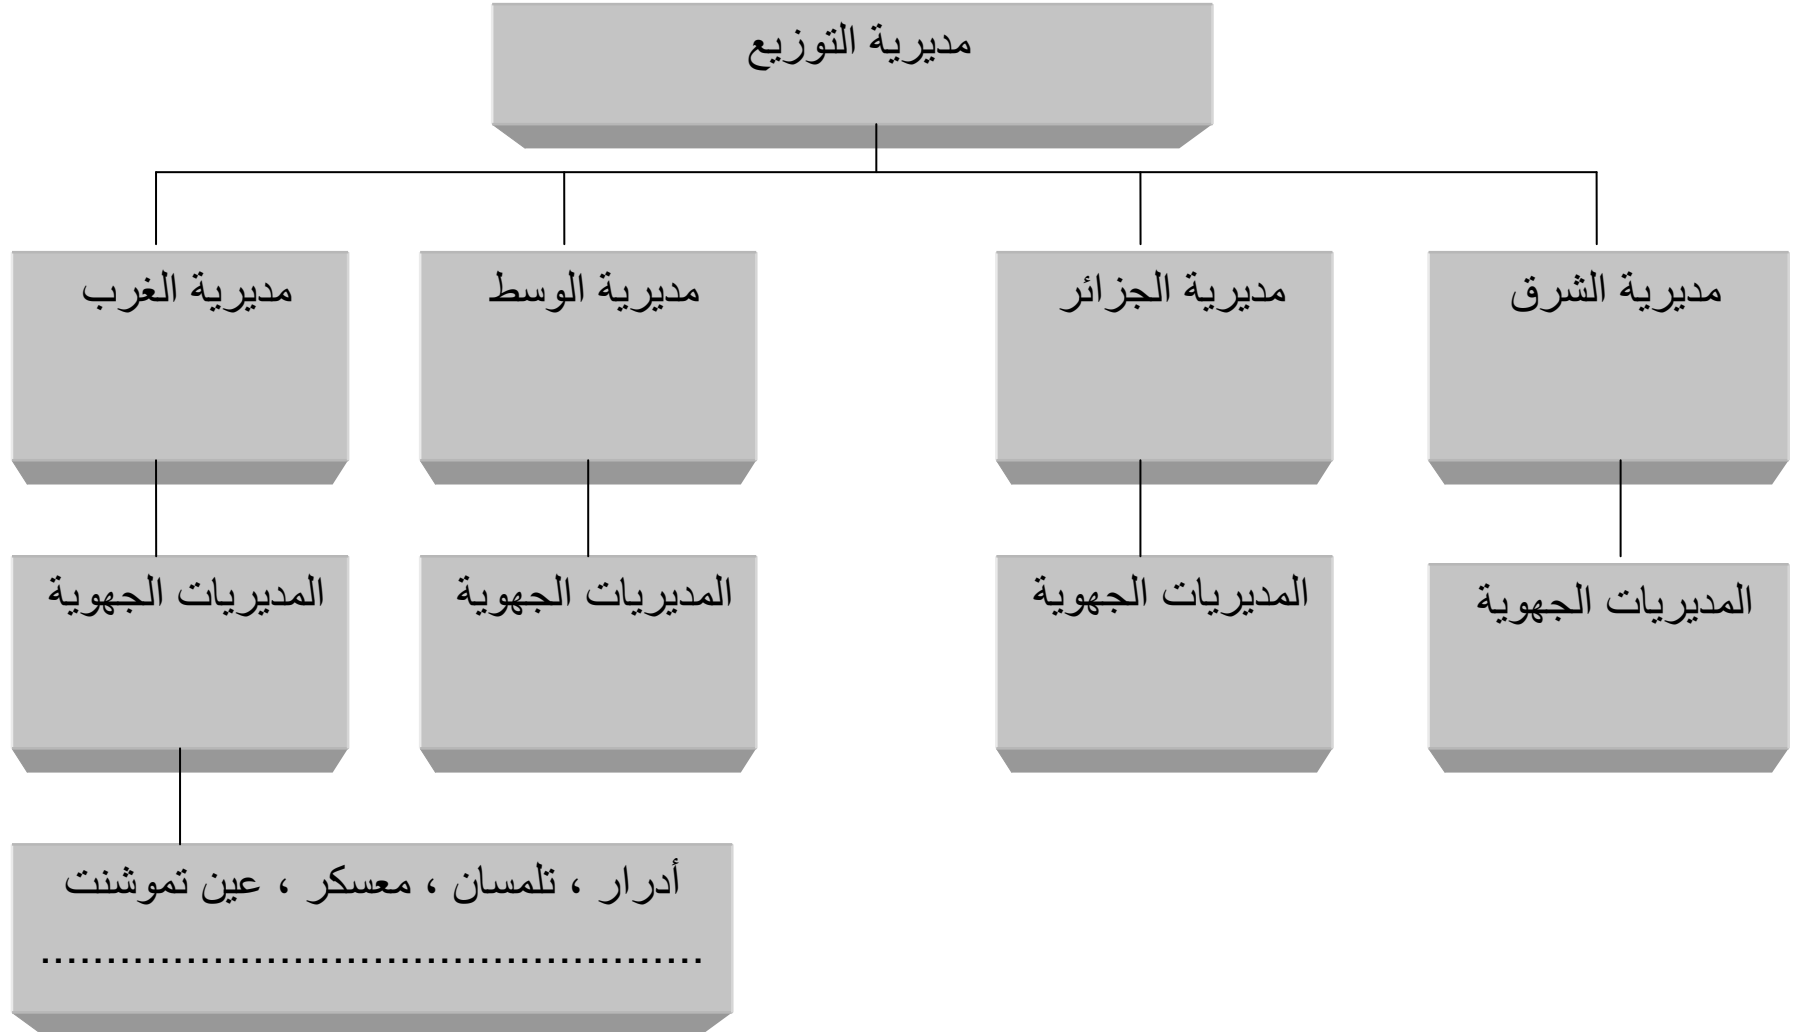 مديرية التوزيع
مديرية الشرق
مديرية الجزائر
مديرية الوسط
مديرية الغرب
المديريات الجهوية
المديريات الجهوية
المديريات الجهوية
المديريات الجهوية
أدرار ، تلمسان ، معسكر ، عين تموشنت
..................................................